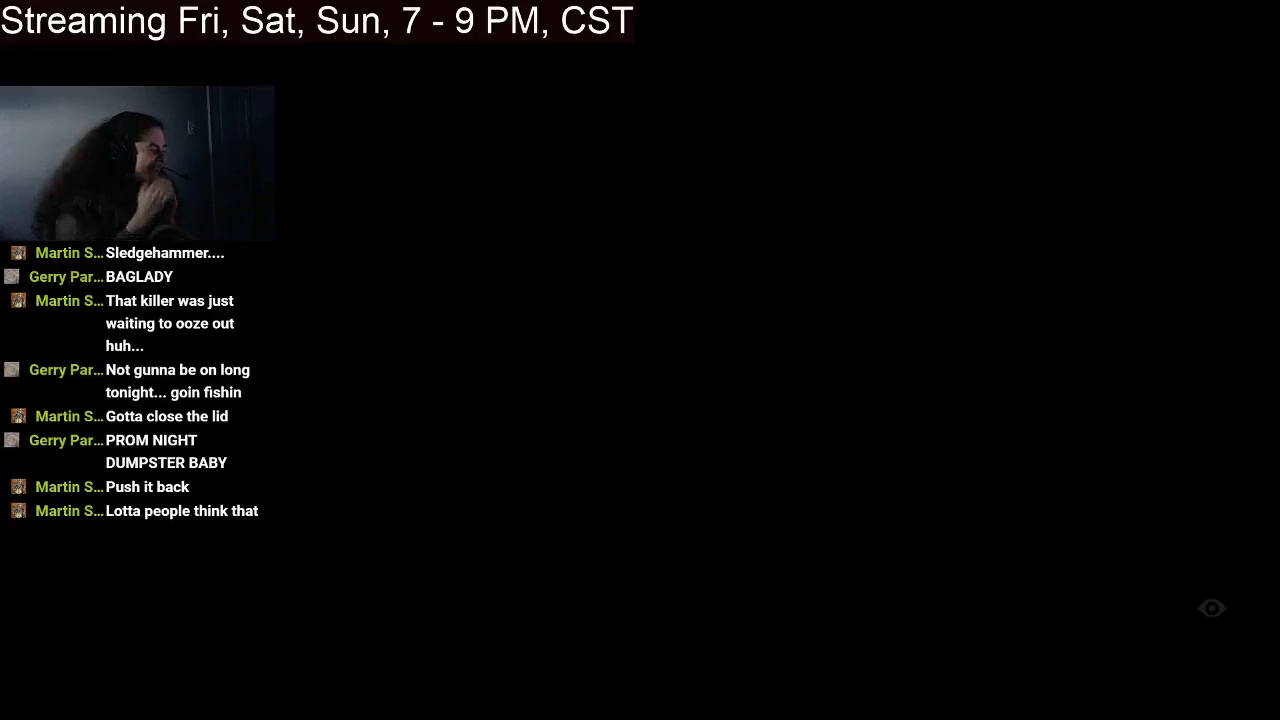 Streaming Fri, Sat, Sun, 7 - 9 PM, CST
Martin S... Sledgehammer....
Gerry Par... BAGLADY
Martin S... That killer was just
waiting to ooze out
huh...
Gerry Par... Not gunna be on long
tonight... goin fishin
Martin S... Gotta close the lid
Gerry Par... PROM NIGHT
DUMPSTER BABY
Martin S... Push it back
Martin S... Lotta people think that